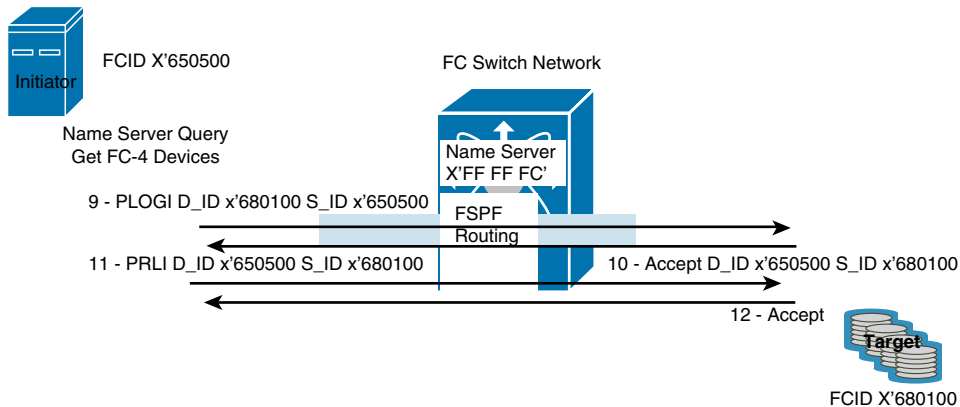 FCID X'650500
Initiator
FC Switch Network
Name Server Query
Get FC-4 Devices
Name Server
X'FF FF FC'
9 - PLOGI D_ID x'680100 S_ID x'650500
FSPF
Routing
11 - PRLI D_ID x'650500 S_ID x'680100
10 - Accept D_ID x'650500 S_ID x'680100
12 - Accept
Target
FCID X'680100